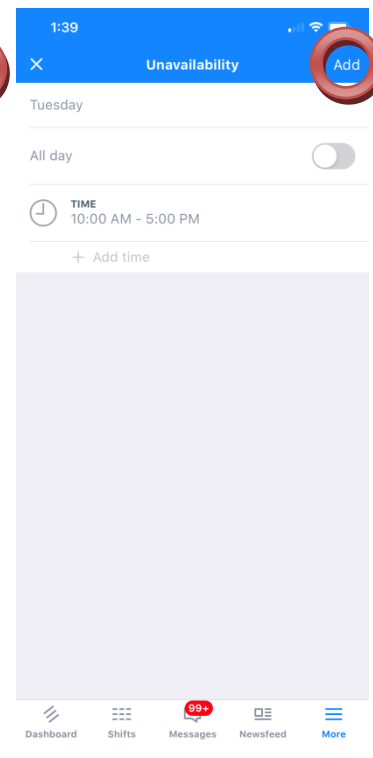 1:39
Unavailability
Add
Tuesday
All day
TIME
10:00 AM - 5:00 PM
+ Add time
99+
Dashboard
Shifts
Messages
Newsfeed
More